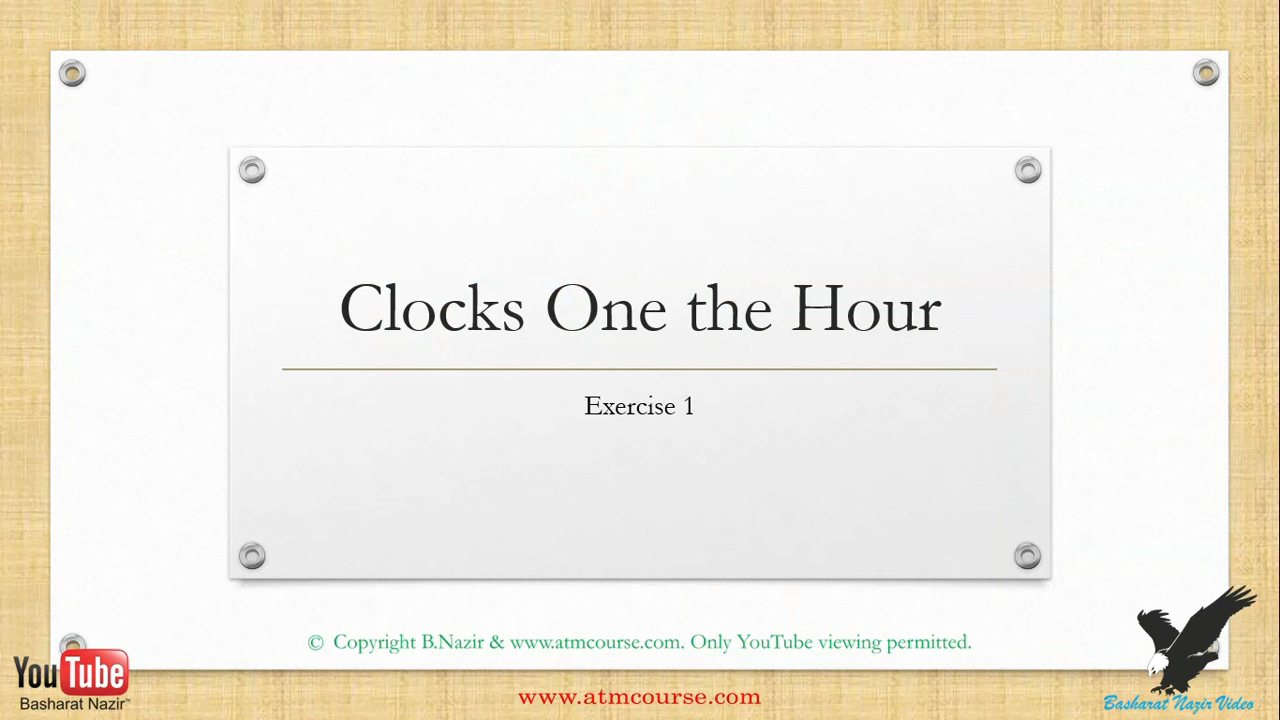 Clocks One the Hour
Exercise 1
© Copyright B.Nazir & www.atmcourse.com. Only YouTube viewing permitted.
YouTube
Basharat Nazir™
www.atmcourse.com
Basharat Nazir Video